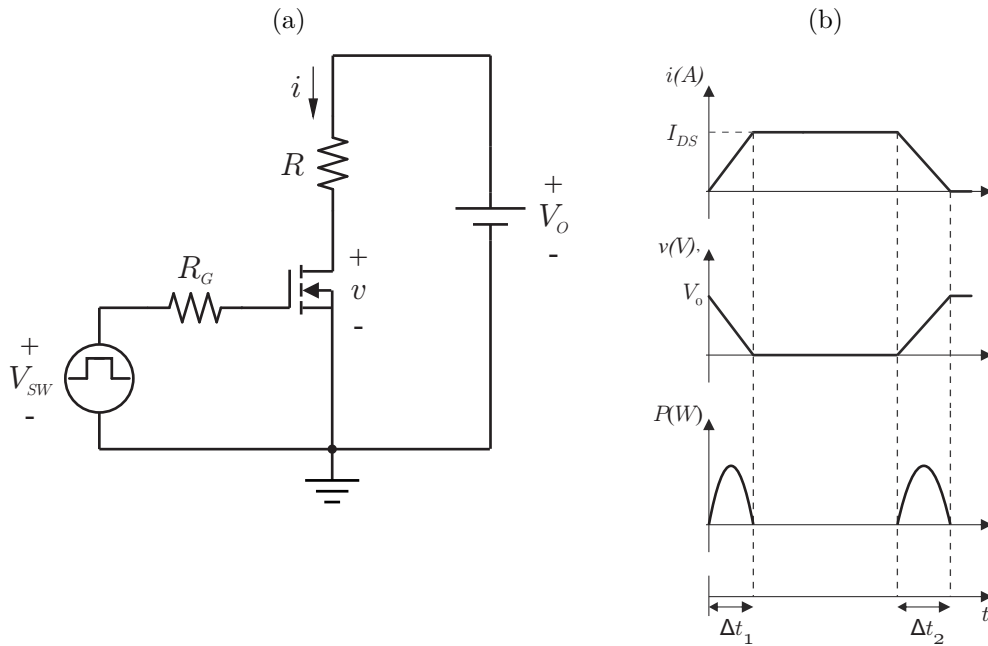 (a)
i
R
+
V_O
-
+
v
-
R_G
+
V_SW
-
(b)
i(A)
I_DS
v(V)
V_o
P(W)
t
Δt_1
Δt_2